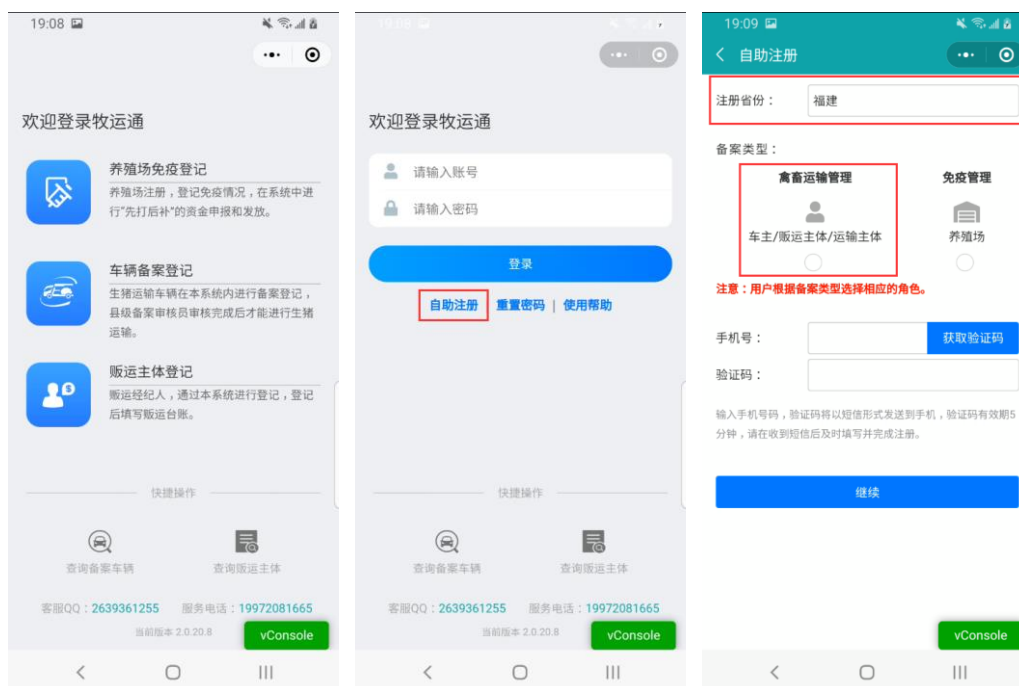 19:08
欢迎登录牧运通
养殖场免疫登记
养殖场注册，登记免疫情况，在系统中进
行“先打后补”的资金申报和发放。
车辆备案登记
生猪运输车辆在本系统内进行备案登记，
县级备案审核员审核完成后才能进行生猪
运输。
贩运主体登记
贩运经纪人，通过本系统进行登记，登记
后填写贩运台账。
快捷操作
查询备案车辆 查询贩运主体
客服QQ：2639361255 服务电话：19972081665
当前版本 2.0.20.8
vConsole
19:08
欢迎登录牧运通
请输入账号
请输入密码
登录
自助注册 重置密码 | 使用帮助
快捷操作
查询备案车辆 查询贩运主体
客服QQ：2639361255 服务电话：19972081665
当前版本 2.0.20.8
vConsole
19:09
自助注册
注册省份： 福建
备案类型：
禽畜运输管理 免疫管理
车主/贩运主体/运输主体 养殖场
注意：用户根据备案类型选择相应的角色。
手机号： 获取验证码
验证码：
输入手机号码，验证码将以短信形式发送到手机，验证码有效期5
分钟，请在收到短信后及时填写并完成注册。
继续
vConsole